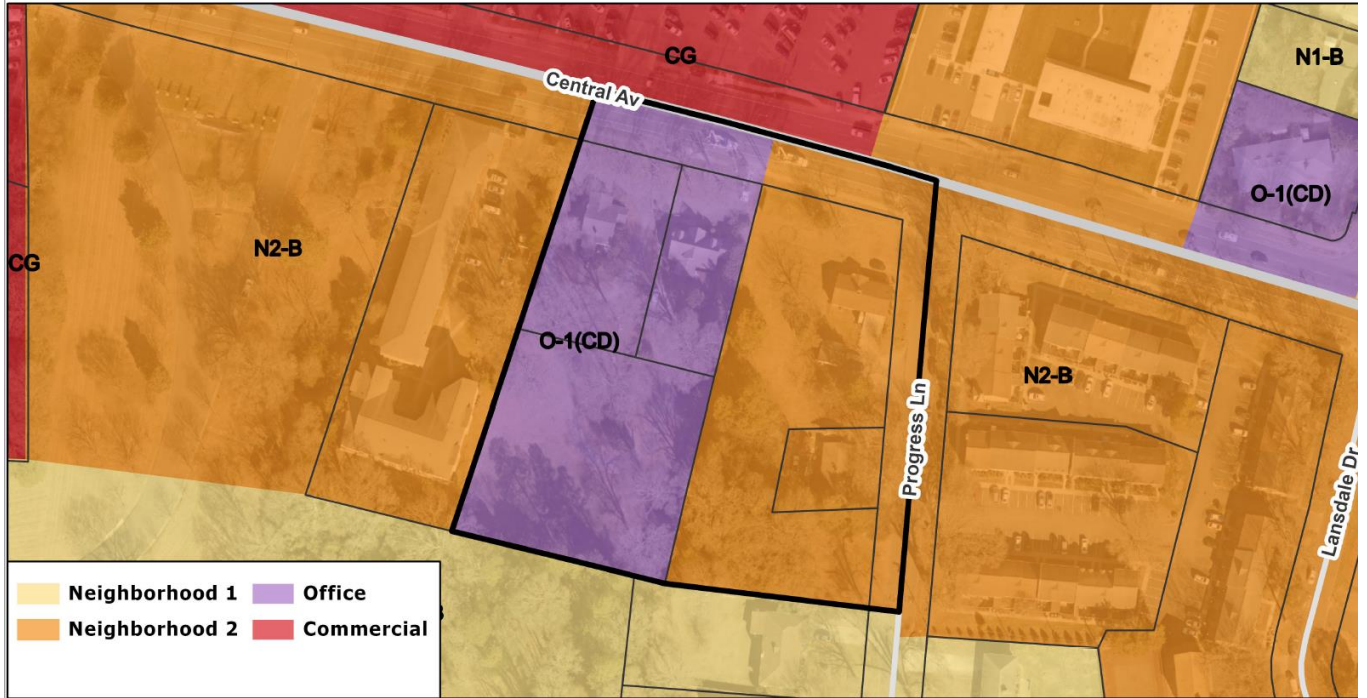 CG
N1-B
Central Av
O-1(CD)
N2-B
CG
O-1(CD)
N2-B
Progress Ln
Lansdale Dr
Neighborhood 1
Office
Neighborhood 2
Commercial